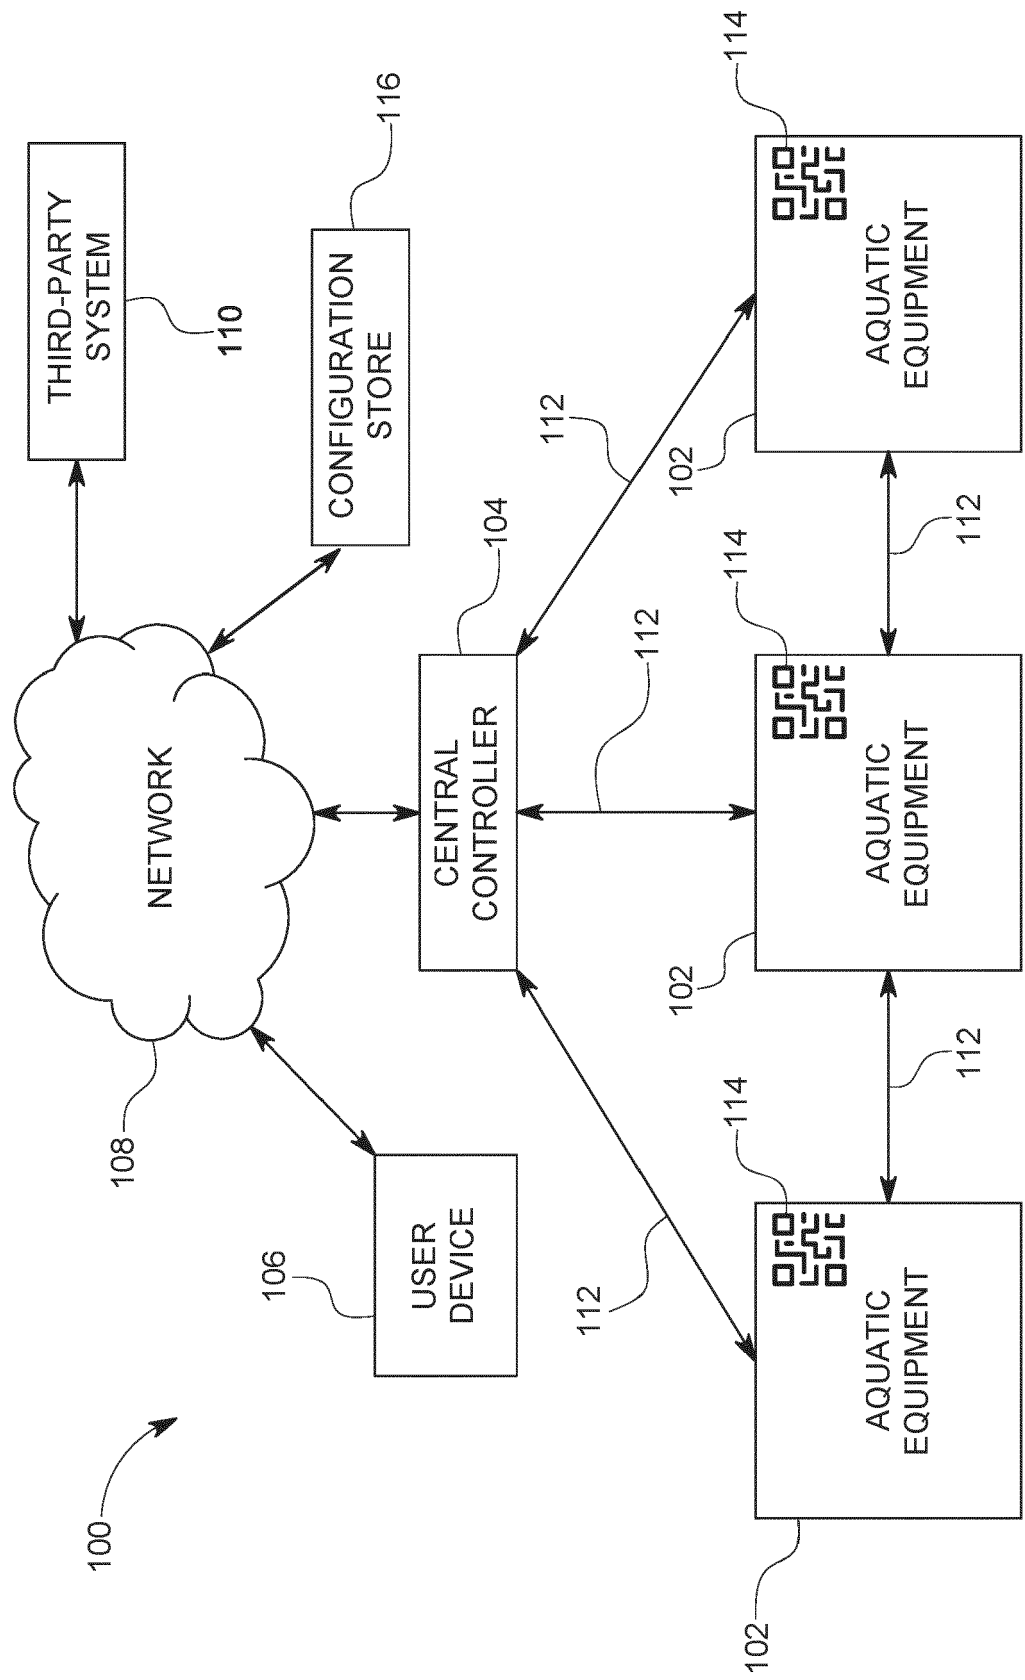 100
108
NETWORK
THIRD-PARTY
SYSTEM
110
106
USER
DEVICE
CENTRAL
CONTROLLER
104
CONFIGURATION
STORE
116
112
112
112
102
AQUATIC
EQUIPMENT
114
112
102
AQUATIC
EQUIPMENT
114
112
102
AQUATIC
EQUIPMENT
114